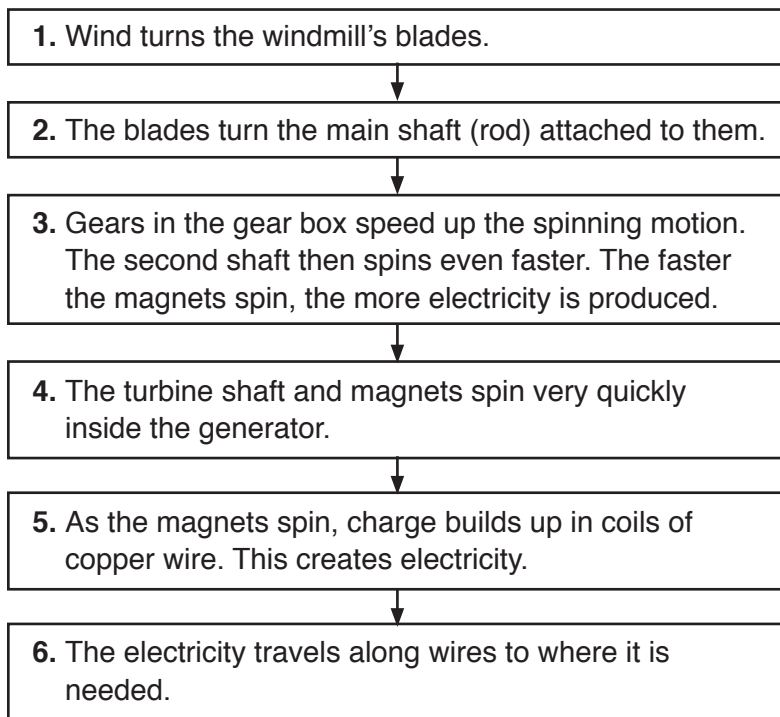 1. Wind turns the windmill’s blades.
2. The blades turn the main shaft (rod) attached to them.
3. Gears in the gear box speed up the spinning motion.
The second shaft then spins even faster. The faster
the magnets spin, the more electricity is produced.
4. The turbine shaft and magnets spin very quickly
inside the generator.
5. As the magnets spin, charge builds up in coils of
copper wire. This creates electricity.
6. The electricity travels along wires to where it is
needed.